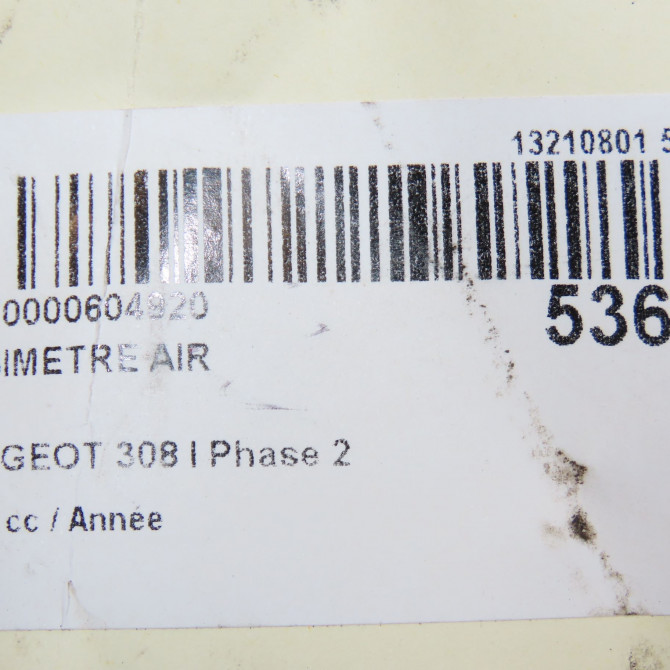 13210801 5
0000604920
536
IMETRE AIR
GEOT 308 I Phase 2
cc / Année